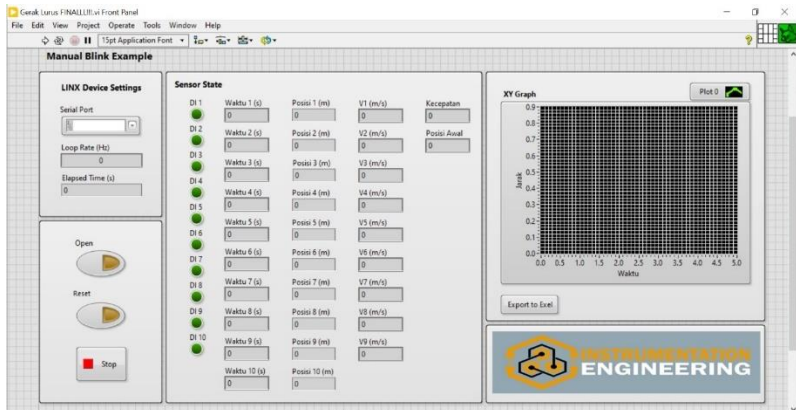 Gerak Lurus FINALL!!!.vi Front Panel
File Edit View Project Operate Tools Window Help
15pt Application Font
Manual Blink Example
LINX Device Settings
Serial Port
Loop Rate (Hz)
0
Elapsed Time (s)
0
Open
Reset
Stop
Sensor State
DI 1 Waktu 1 (s) Posisi 1 (m) V1 (m/s) Kecepatan
0 0 0 0
DI 2 Waktu 2 (s) Posisi 2 (m) V2 (m/s) Posisi Awal
0 0 0 0
DI 3 Waktu 3 (s) Posisi 3 (m) V3 (m/s)
0 0 0
DI 4 Waktu 4 (s) Posisi 4 (m) V4 (m/s)
0 0 0
DI 5 Waktu 5 (s) Posisi 5 (m) V5 (m/s)
0 0 0
DI 6 Waktu 6 (s) Posisi 6 (m) V6 (m/s)
0 0 0
DI 7 Waktu 7 (s) Posisi 7 (m) V7 (m/s)
0 0 0
DI 8 Waktu 8 (s) Posisi 8 (m) V8 (m/s)
0 0 0
DI 9 Waktu 9 (s) Posisi 9 (m) V9 (m/s)
0 0 0
DI 10 Waktu 10 (s) Posisi 10 (m)
0 0
XY Graph
Plot 0
Jarak
0.9
0.8
0.7
0.6
0.5
0.4
0.3
0.2
0.1
0.0
0.0 0.5 1.0 1.5 2.0 2.5 3.0 3.5 4.0 4.5 5.0
Waktu
Export to Exel
INSTRUMENTATION
ENGINEERING